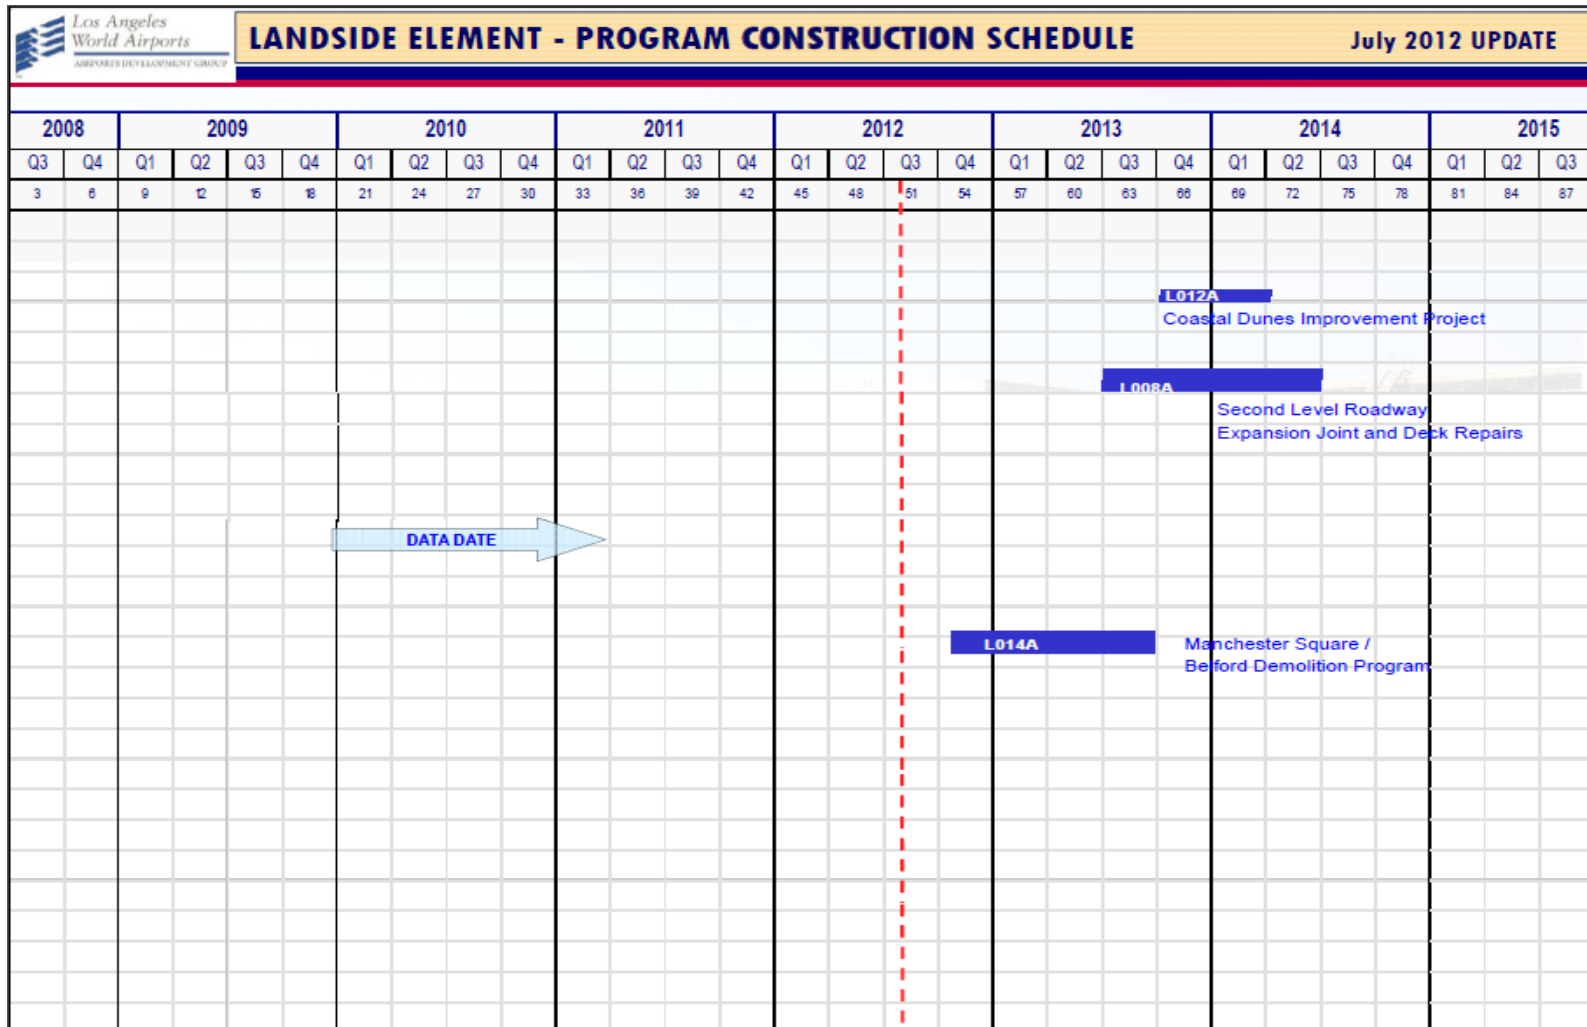 Los Angeles
World Airports
AIRPORTS DEVELOPMENT GROUP
LANDSIDE ELEMENT - PROGRAM CONSTRUCTION SCHEDULE
July 2012 UPDATE
2008 2009 2010 2011 2012 2013 2014 2015
Q3 Q4 Q1 Q2 Q3 Q4 Q1 Q2 Q3 Q4 Q1 Q2 Q3 Q4 Q1 Q2 Q3 Q4 Q1 Q2 Q3 Q4 Q1 Q2 Q3 Q4 Q1 Q2 Q3
3 6 9 12 15 18 21 24 27 30 33 36 39 42 45 48 51 54 57 60 63 66 69 72 75 78 81 84 87
L012A
Coastal Dunes Improvement Project
L008A
Second Level Roadway
Expansion Joint and Deck Repairs
DATA DATE
L014A
Manchester Square /
Belford Demolition Program